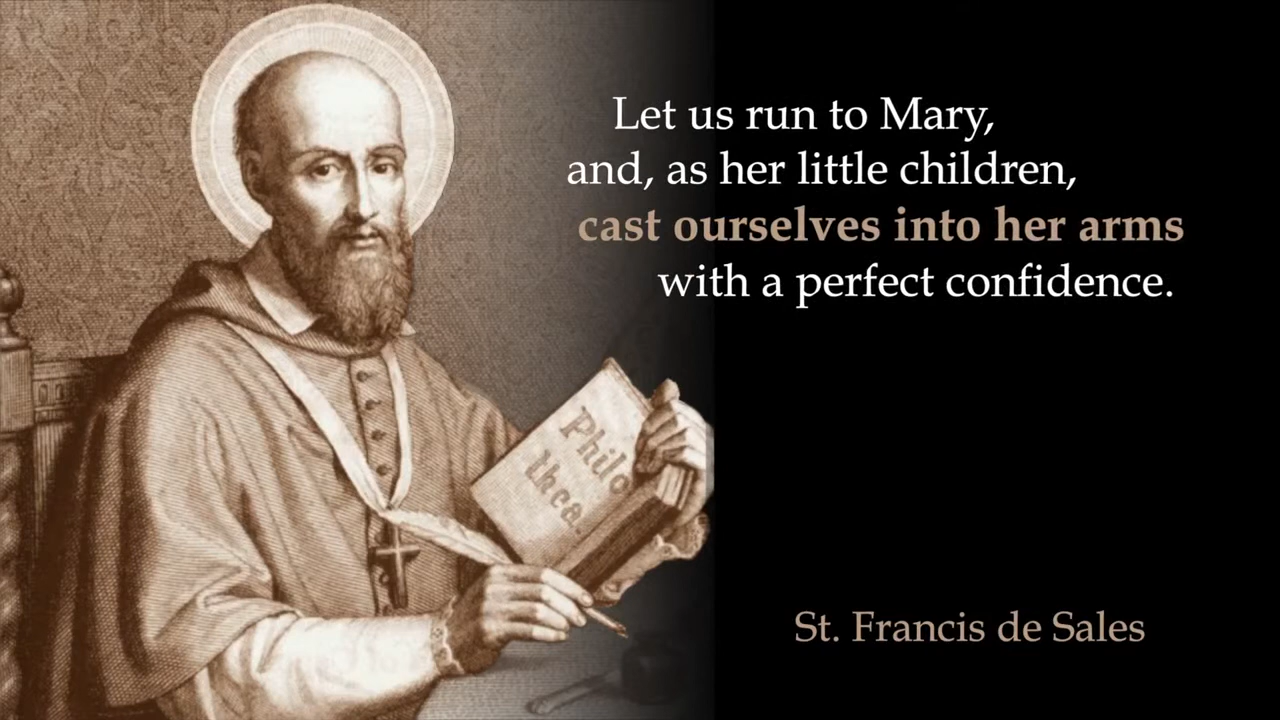 Let us run to Mary,
and, as her little children,
cast ourselves into her arms
with a perfect confidence.
Philo
thea.
St. Francis de Sales